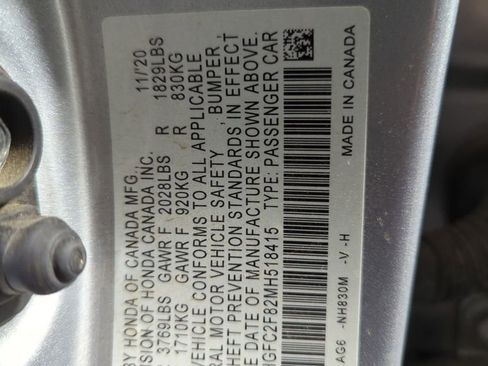 BY HONDA OF CANADA MFG., 11/'20
SION OF HONDA CANADA INC.
3769LBS GAWR F 2028LBS R 1829LBS
1710KG GAWR F 920KG R 830KG
VEHICLE CONFORMS TO ALL APPLICABLE
RAL MOTOR VEHICLE SAFETY, BUMPER,
HEFT PREVENTION STANDARDS IN EFFECT
E DATE OF MANUFACTURE SHOWN ABOVE.
HGFC2F82MH518415 TYPE: PASSENGER CAR
AG6 -NH830M -V -H MADE IN CANADA